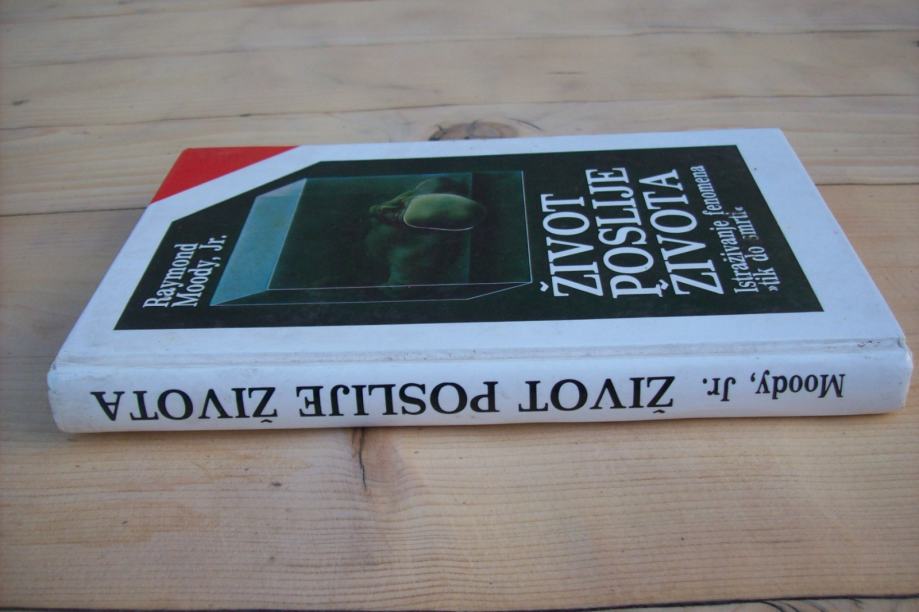 Raymond
Moody, Jr.
ŽIVOT
POSLIJE
ŽIVOTA
Istraživanje fenomena
»tik do smrti«
Moody, Jr. ŽIVOT POSLIJE ŽIVOTA